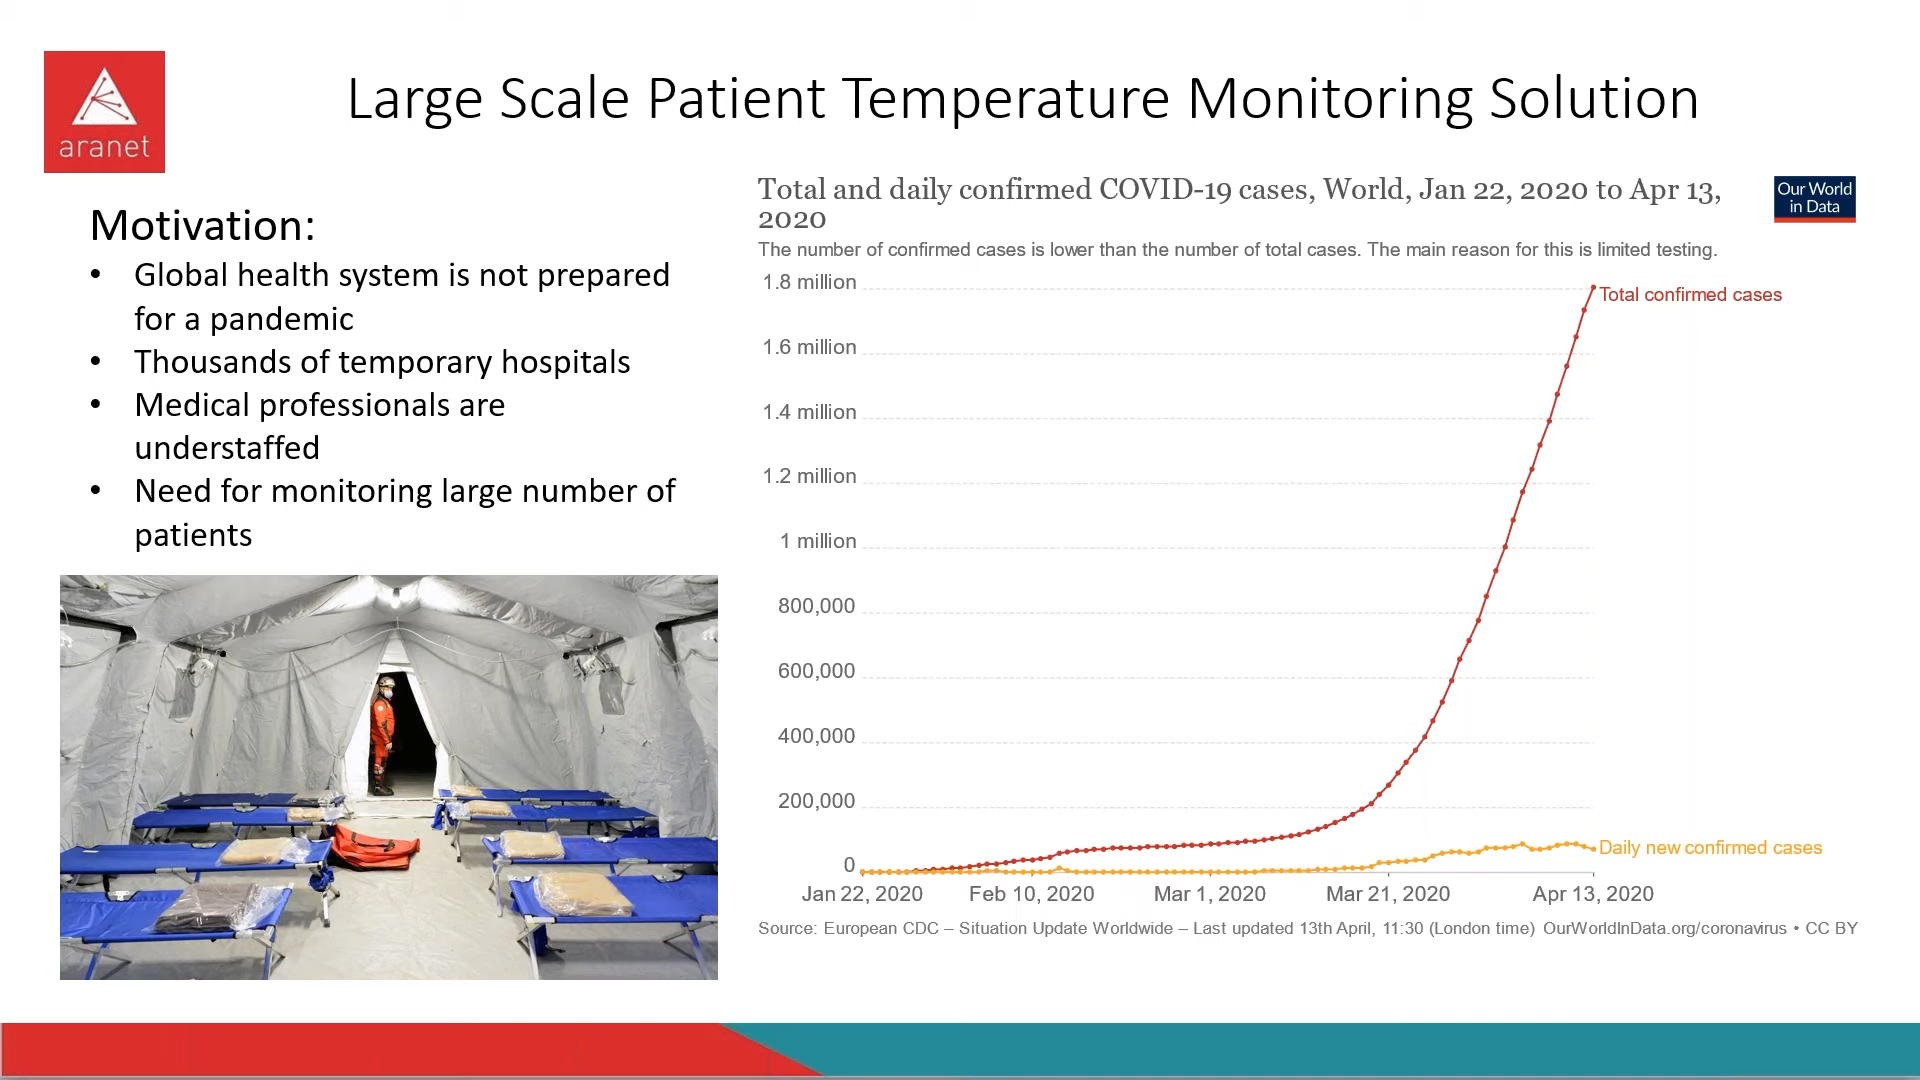 aranet
Large Scale Patient Temperature Monitoring Solution
Motivation:
• Global health system is not prepared
for a pandemic
• Thousands of temporary hospitals
• Medical professionals are
understaffed
• Need for monitoring large number of
patients
Total and daily confirmed COVID-19 cases, World, Jan 22, 2020 to Apr 13,
2020
Our World
in Data
The number of confirmed cases is lower than the number of total cases. The main reason for this is limited testing.
1.8 million
Total confirmed cases
1.6 million
1.4 million
1.2 million
1 million
800,000
600,000
400,000
200,000
Daily new confirmed cases
0
Jan 22, 2020 Feb 10, 2020 Mar 1, 2020 Mar 21, 2020 Apr 13, 2020
Source: European CDC – Situation Update Worldwide – Last updated 13th April, 11:30 (London time) OurWorldInData.org/coronavirus • CC BY